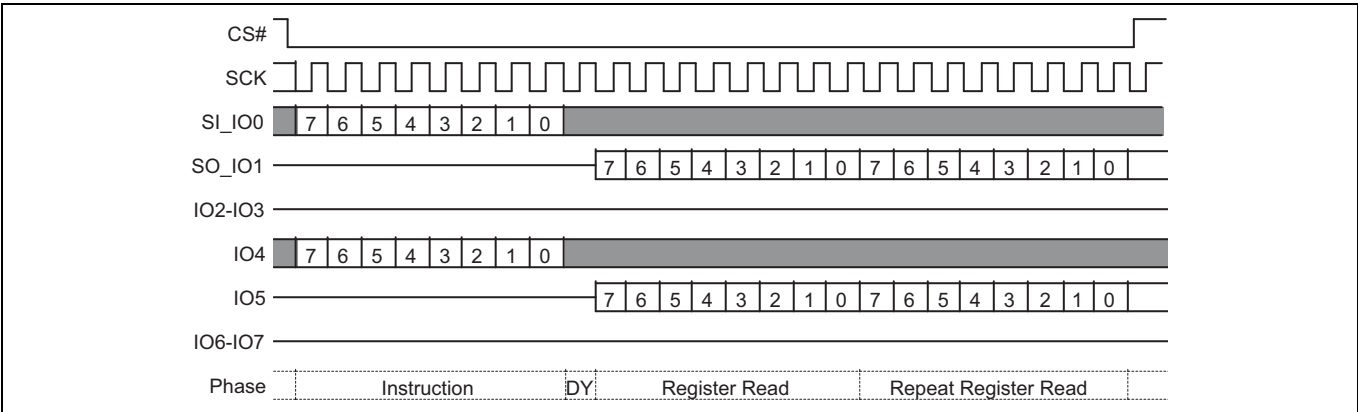 CS#
SCK
SI_IO0 7 6 5 4 3 2 1 0
SO_IO1 7 6 5 4 3 2 1 0 7 6 5 4 3 2 1 0
IO2-IO3
IO4 7 6 5 4 3 2 1 0
IO5 7 6 5 4 3 2 1 0 7 6 5 4 3 2 1 0
IO6-IO7
Phase Instruction DY Register Read Repeat Register Read